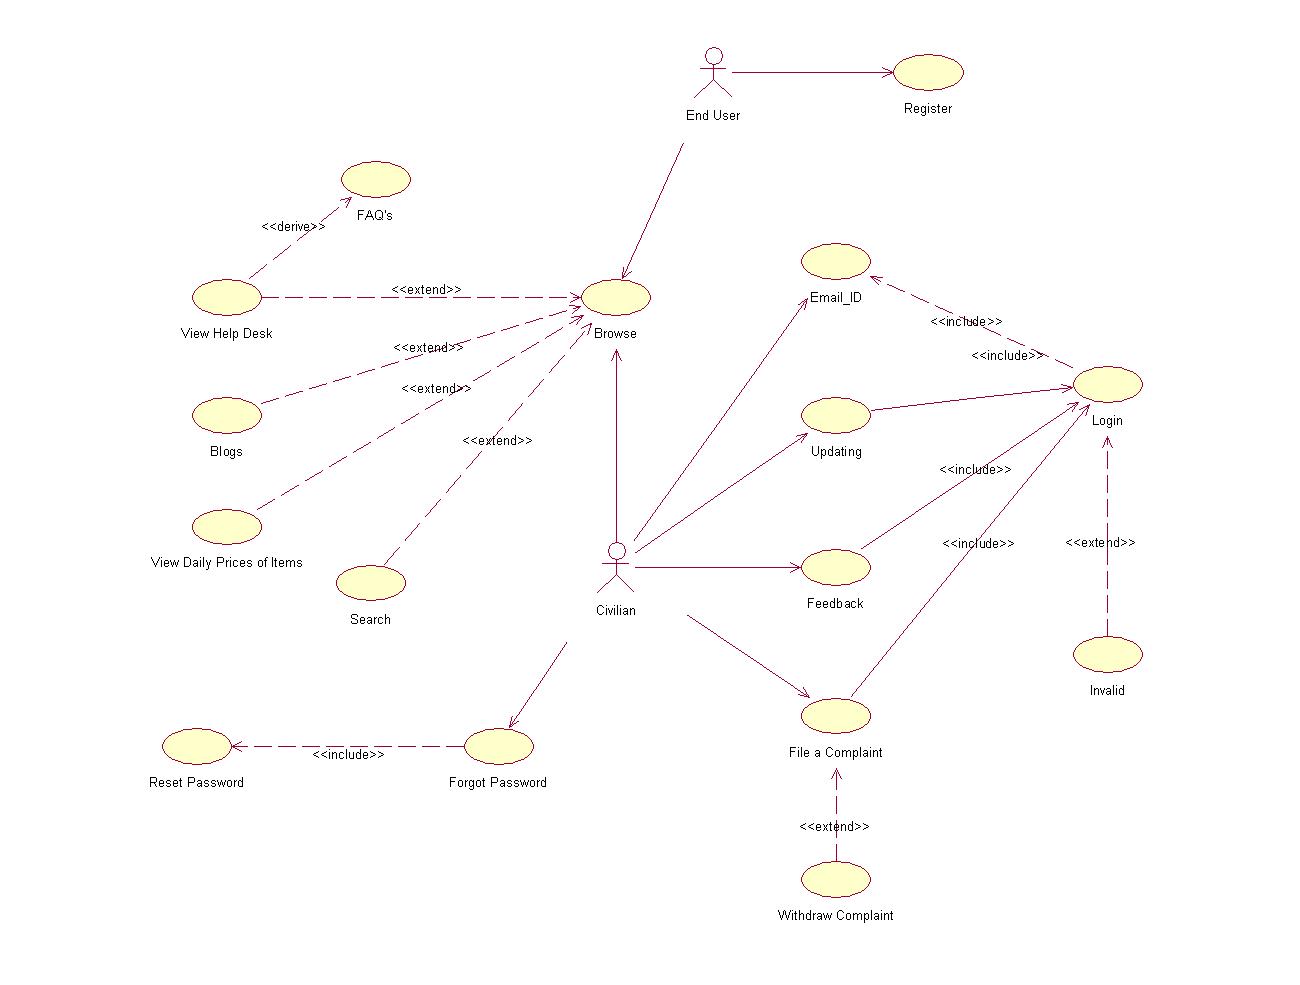 End User
Register
FAQ's
<<derive>>
<<extend>>
View Help Desk
Browse
Email_ID
<<include>>
<<extend>>
<<include>>
<<extend>>
Login
Blogs
Updating
<<extend>>
<<include>>
<<include>>
<<extend>>
View Daily Prices of Items
Search
Civilian
Feedback
Invalid
File a Complaint
<<include>>
Reset Password
Forgot Password
<<extend>>
Withdraw Complaint